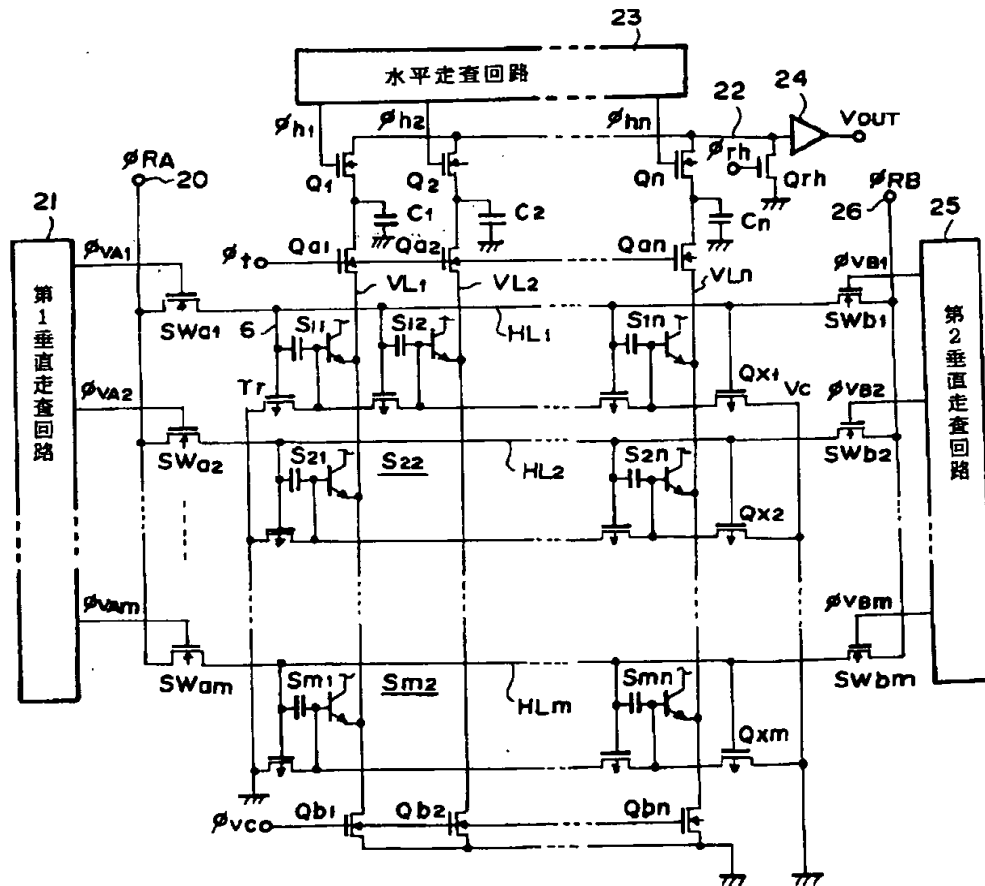 23
水平走査回路
24
22
φh1
φh2
φhn
VOUT
φrh
φRA
20
Q1
Q2
Qn
Qrh
φRB
26
25
21
C1
C2
Cn
φVA1
φt
Qa1
Qa2
Qan
φVB1
VL1
VL2
VLn
第1垂直走査回路
第2垂直走査回路
SWa1
6
S11
S12
HL1
S1n
SWb1
φVA2
Tr
Qx1
Vc
φVB2
SWa2
S21
S22
HL2
S2n
SWb2
Qx2
φVAm
φVBm
SWam
Sm1
Sm2
HLm
Smn
SWbm
Qxm
φVC
Qb1
Qb2
Qbn